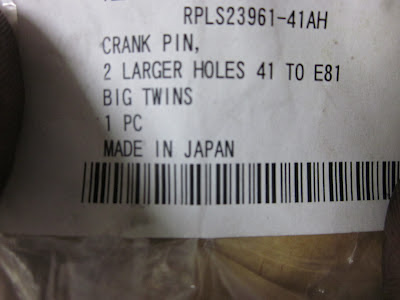 RPLS23961-41AH
CRANK PIN,
2 LARGER HOLES 41 TO E81
BIG TWINS
1 PC
MADE IN JAPAN